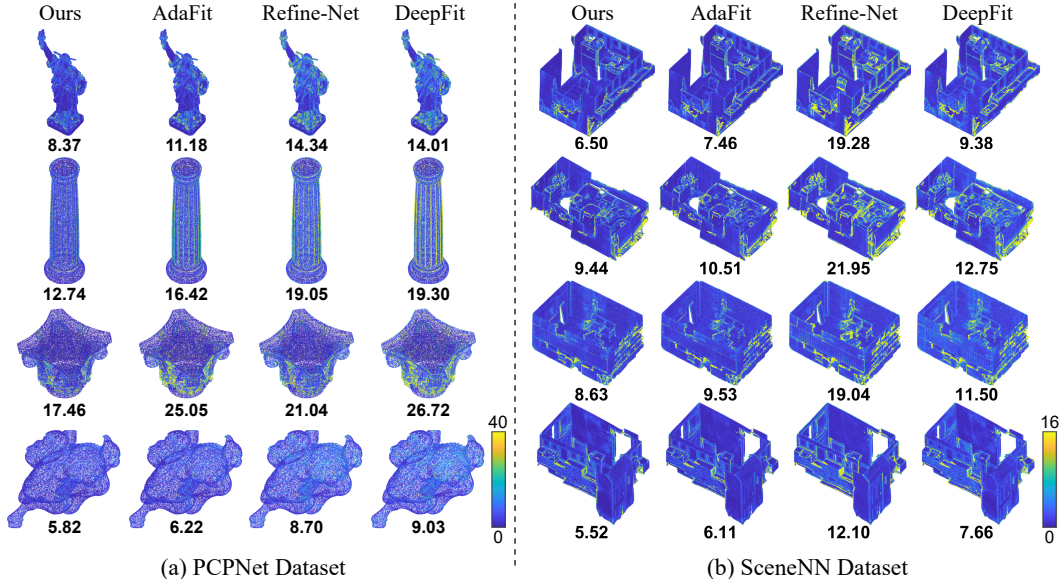 Ours AdaFit Refine-Net DeepFit
8.37 11.18 14.34 14.01
12.74 16.42 19.05 19.30
17.46 25.05 21.04 26.72
40
0
5.82 6.22 8.70 9.03
(a) PCPNet Dataset
Ours AdaFit Refine-Net DeepFit
6.50 7.46 19.28 9.38
9.44 10.51 21.95 12.75
8.63 9.53 19.04 11.50
16
0
5.52 6.11 12.10 7.66
(b) SceneNN Dataset